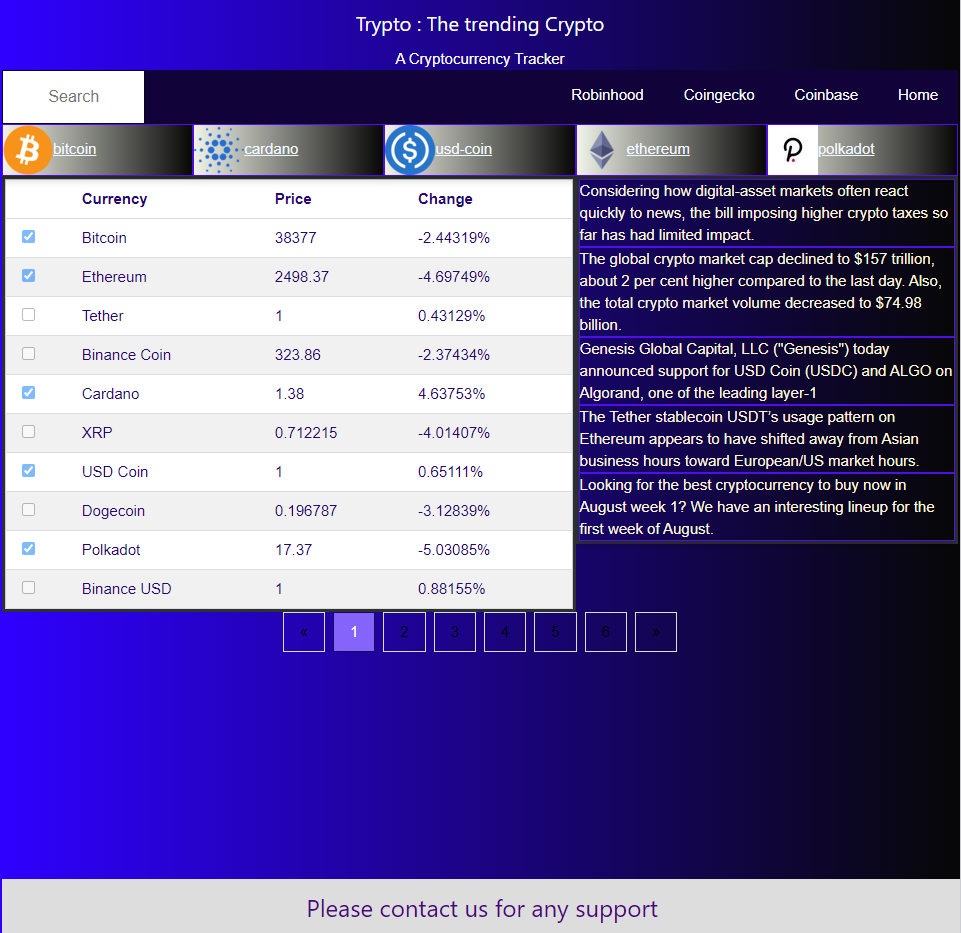 Trypto : The trending Crypto
A Cryptocurrency Tracker
Search
Robinhood Coingecko Coinbase Home
bitcoin cardano usd-coin ethereum polkadot
Currency Price Change
Bitcoin 38377 -2.44319%
Ethereum 2498.37 -4.69749%
Tether 1 0.43129%
Binance Coin 323.86 -2.37434%
Cardano 1.38 4.63753%
XRP 0.712215 -4.01407%
USD Coin 1 0.65111%
Dogecoin 0.196787 -3.12839%
Polkadot 17.37 -5.03085%
Binance USD 1 0.88155%
Considering how digital-asset markets often react
quickly to news, the bill imposing higher crypto taxes so
far has had limited impact.
The global crypto market cap declined to $157 trillion,
about 2 per cent higher compared to the last day. Also,
the total crypto market volume decreased to $74.98
billion.
Genesis Global Capital, LLC ("Genesis") today
announced support for USD Coin (USDC) and ALGO on
Algorand, one of the leading layer-1
The Tether stablecoin USDT's usage pattern on
Ethereum appears to have shifted away from Asian
business hours toward European/US market hours.
Looking for the best cryptocurrency to buy now in
August week 1? We have an interesting lineup for the
first week of August.
« 1 2 3 4 5 6 »
Please contact us for any support